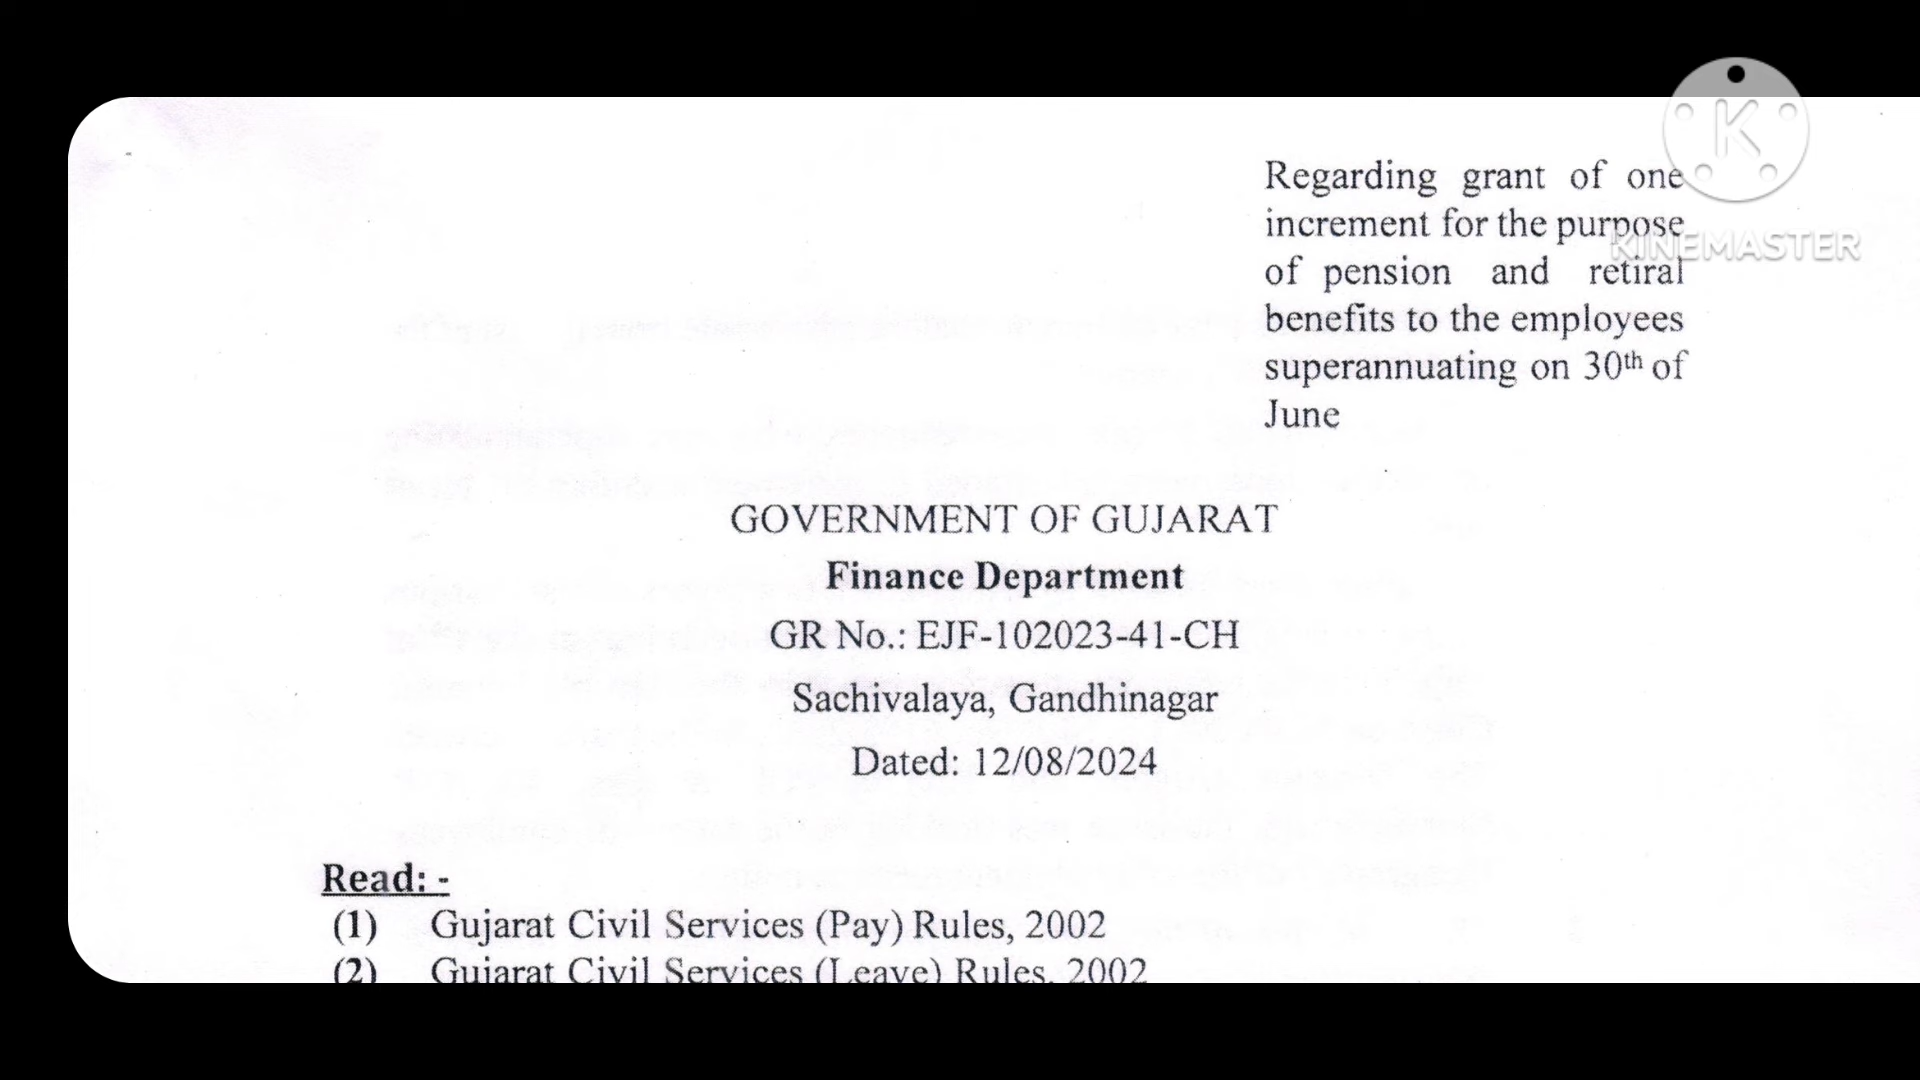 Regarding grant of one
increment for the purpose
of pension and retiral
benefits to the employees
superannuating on 30th of
June
K
KINEMASTER
GOVERNMENT OF GUJARAT
Finance Department
GR No.: EJF-102023-41-CH
Sachivalaya, Gandhinagar
Dated: 12/08/2024
Read: -
(1) Gujarat Civil Services (Pay) Rules, 2002
(2) Gujarat Civil Services (Leave) Rules, 2002